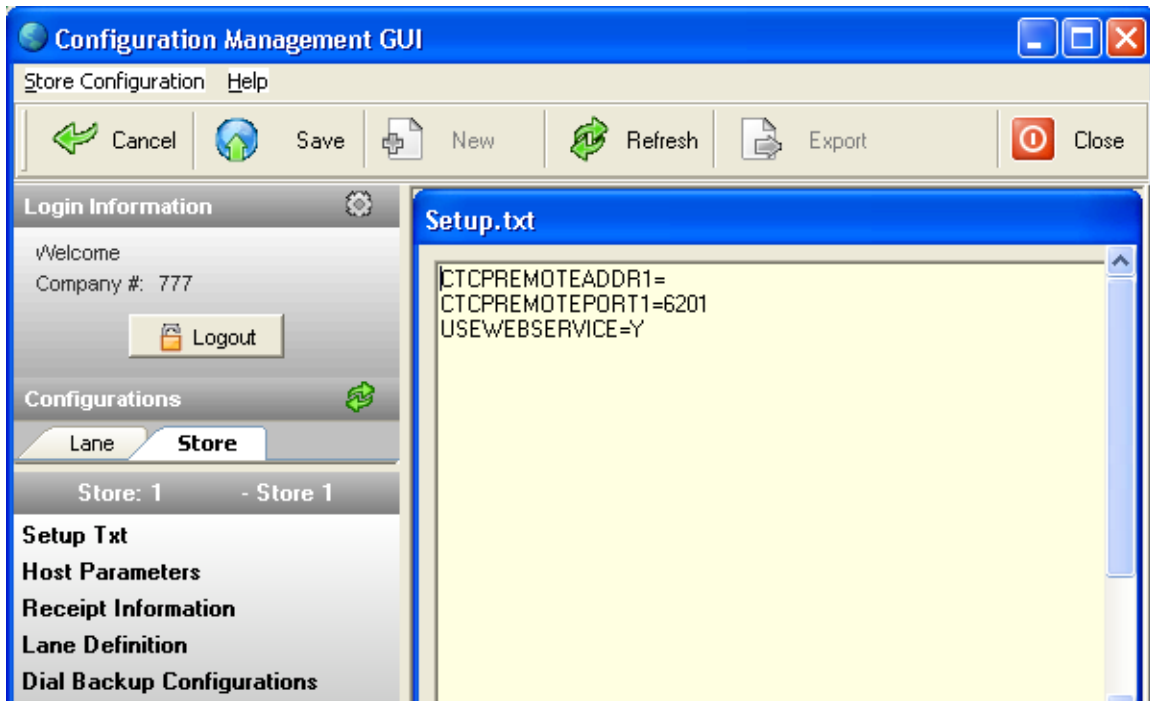 Configuration Management GUI
Store Configuration Help
Cancel Save New Refresh Export Close
Login Information
Welcome
Company #: 777
Logout
Configurations
Lane Store
Store: 1 - Store 1
Setup Txt
Host Parameters
Receipt Information
Lane Definition
Dial Backup Configurations
Setup.txt
CTCPREMOTEADDR1=
CTCPREMOTEPORT1=6201
USEWEBSERVICE=Y